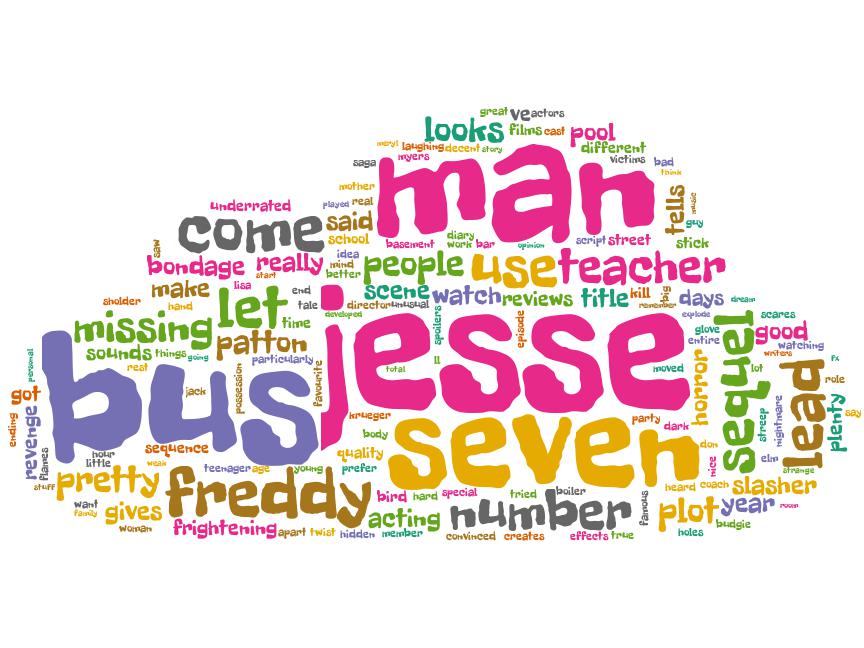 great
ve
actors
looks
films
cast
pool
meryl
laughing
decent
story
different
saga
myers
victims
bad
think
man
mother
underrated
played
real
tells
music
come
said
guy
school
basement
diary
work
bar
opinion
script
street
stick
saw
idea
bondage
really
mind
people
use
teacher
start
better
make
lisa
end
scene
watch
reviews
title
kill
big
days
dream
sholder
hand
let
tale
director
unusual
remember
explode
missing
time
developed
jesse
spoilers
episode
glove
scares
entire
good
sounds
things
going
patton
particularly
watching
writers
personal
rest
ll
moved
lot
fx
bus
possession
favourite
total
horror
sequel
lead
role
got
jack
krueger
party
plenty
say
revenge
seven
dark
streep
nightmare
ending
body
hour
sequence
quality
don
little
weak
elm
flames
teenager
age
young
prefer
nice
strange
stuff
pretty
freddy
bird
hard
special
tried
boiler
heard
coach
slasher
want
gives
family
acting
number
famous
plot
year
room
woman
frightening
apart
twist
hidden
member
convinced
creates
effects
true
holes
budgie